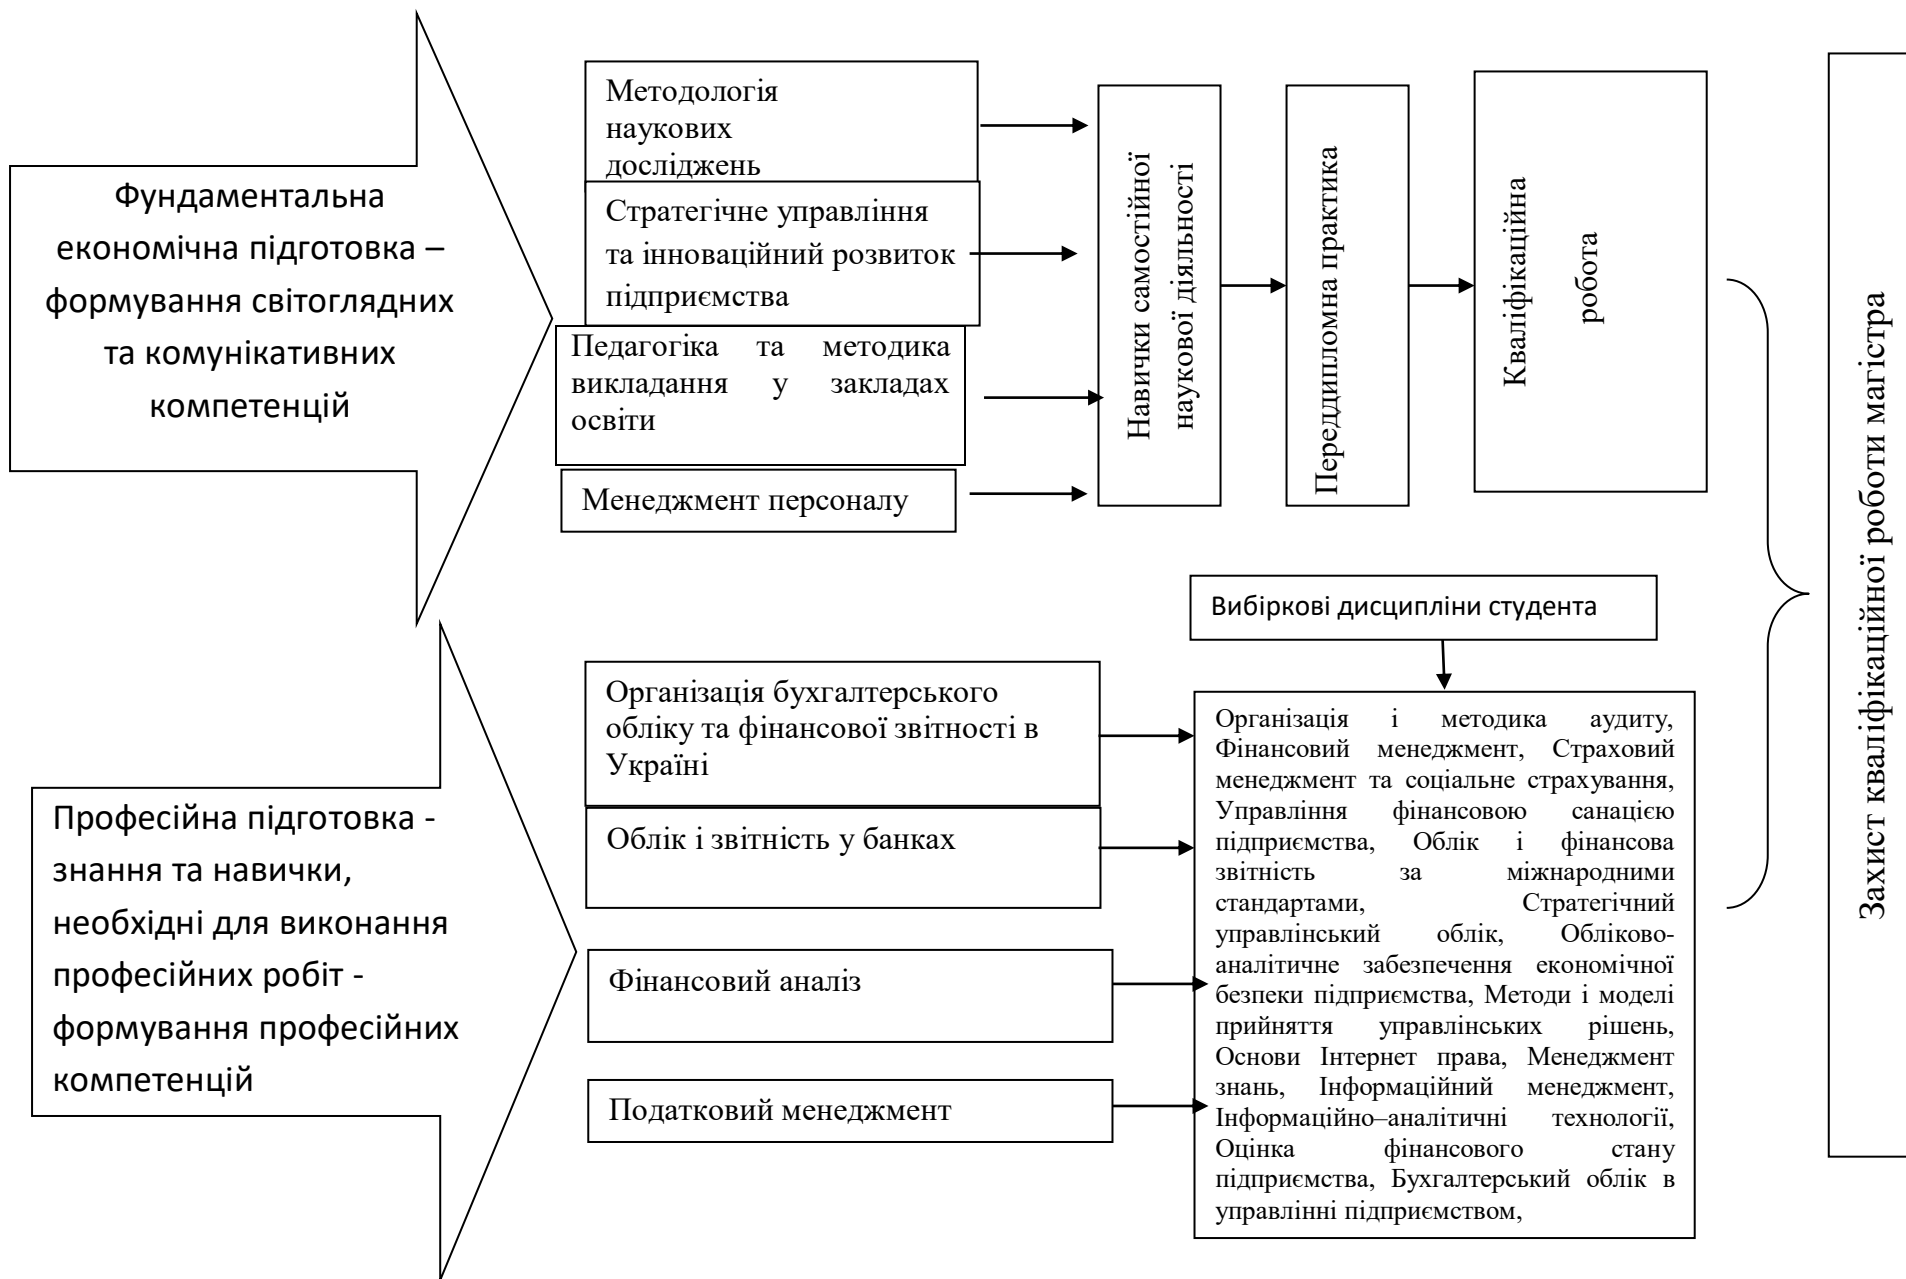 Фундаментальна
економічна підготовка –
формування світоглядних
та комунікативних
компетенцій
Методологія
наукових
досліджень
Стратегічне управління
та інноваційний розвиток
підприємства
Педагогіка та методика
викладання у закладах
освіти
Менеджмент персоналу
Навички самостійної
наукової діяльності
Переддипломна практика
Кваліфікаційна
робота
Захист кваліфікаційної роботи магістра
Професійна підготовка -
знання та навички,
необхідні для виконання
професійних робіт -
формування професійних
компетенцій
Організація бухгалтерського
обліку та фінансової звітності в
Україні
Облік і звітність у банках
Фінансовий аналіз
Податковий менеджмент
Вибіркові дисципліни студента
Організація і методика аудиту,
Фінансовий менеджмент, Страховий
менеджмент та соціальне страхування,
Управління фінансовою санацією
підприємства, Облік і фінансова
звітність за міжнародними
стандартами, Стратегічний
управлінський облік, Обліково-
аналітичне забезпечення економічної
безпеки підприємства, Методи і моделі
прийняття управлінських рішень,
Основи Інтернет права, Менеджмент
знань, Інформаційний менеджмент,
Інформаційно–аналітичні технології,
Оцінка фінансового стану
підприємства, Бухгалтерський облік в
управлінні підприємством,